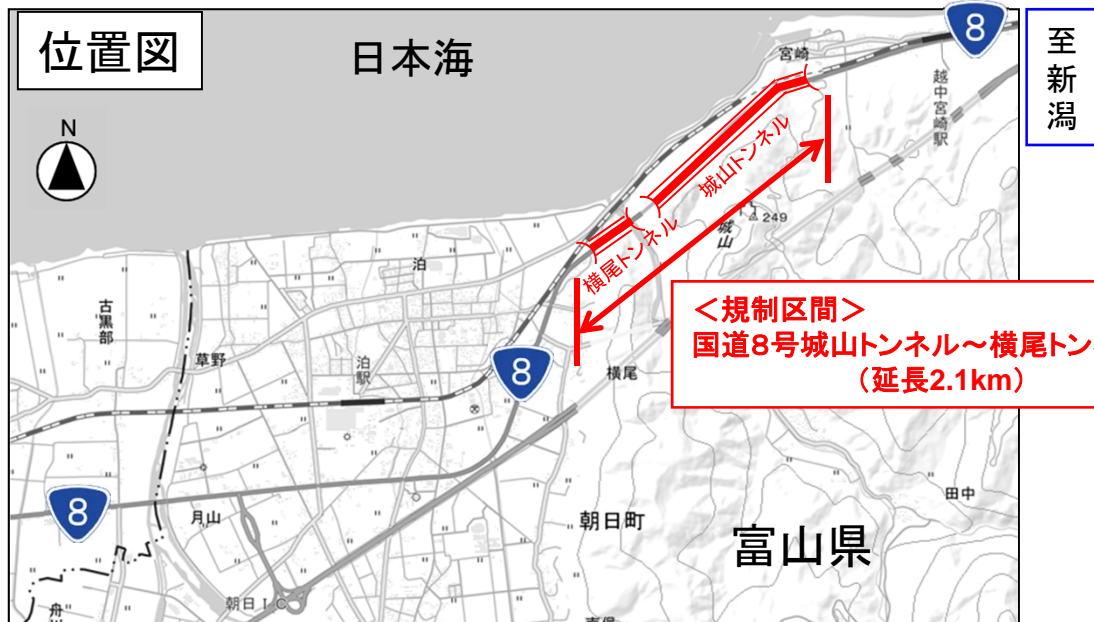 位置図
日本海
8
至新潟
N
宮崎
越中宮崎駅
城山トンネル
249
城山
横尾トンネル
泊
古黒部
草野
泊駅
8
横尾
＜規制区間＞
国道8号城山トンネル～横尾トン
（延長2.1km）
8
月山
朝日町
田中
富山県
朝日IC
舟